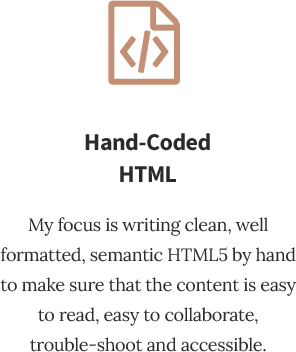 Hand-Coded
HTML
My focus is writing clean, well
formatted, semantic HTML5 by hand
to make sure that the content is easy
to read, easy to collaborate,
trouble-shoot and accessible.